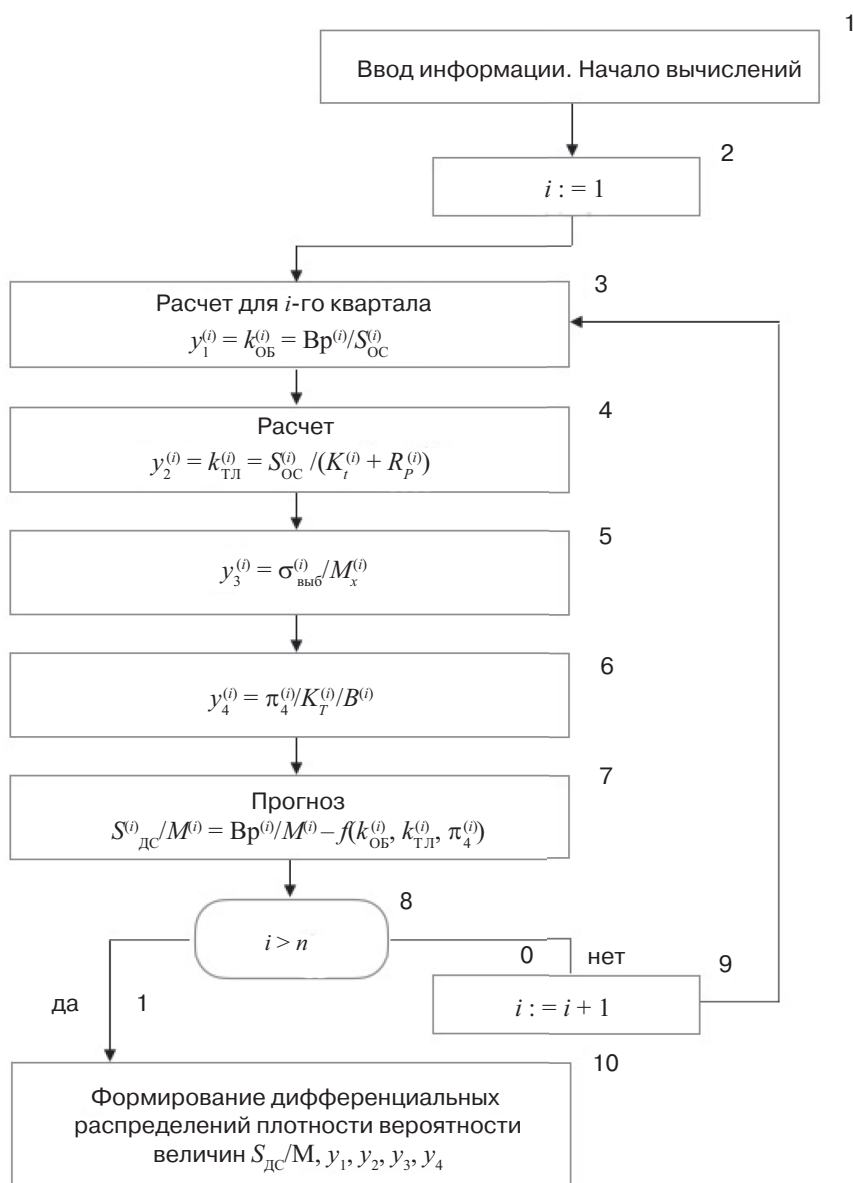 1
Ввод информации. Начало вычислений
2
i : = 1
3
Расчет для i-го квартала
y₁⁽ⁱ⁾ = k_ОБ⁽ⁱ⁾ = Вр⁽ⁱ⁾/S_ОС⁽ⁱ⁾
4
Расчет
y₂⁽ⁱ⁾ = k_ТЛ⁽ⁱ⁾ = S_ОС⁽ⁱ⁾ /(K_t⁽ⁱ⁾ + R_P⁽ⁱ⁾)
5
y₃⁽ⁱ⁾ = σ_выб⁽ⁱ⁾/M_x⁽ⁱ⁾
6
y₄⁽ⁱ⁾ = π₄⁽ⁱ⁾/K_T⁽ⁱ⁾/B⁽ⁱ⁾
7
Прогноз
S⁽ⁱ⁾_ДС/M⁽ⁱ⁾ = Вр⁽ⁱ⁾/M⁽ⁱ⁾ – f(k_ОБ⁽ⁱ⁾, k_ТЛ⁽ⁱ⁾, π₄⁽ⁱ⁾)
8
i > n
0 нет
9
да 1
i : = i + 1
10
Формирование дифференциальных
распределений плотности вероятности
величин S_ДС/М, y₁, y₂, y₃, y₄